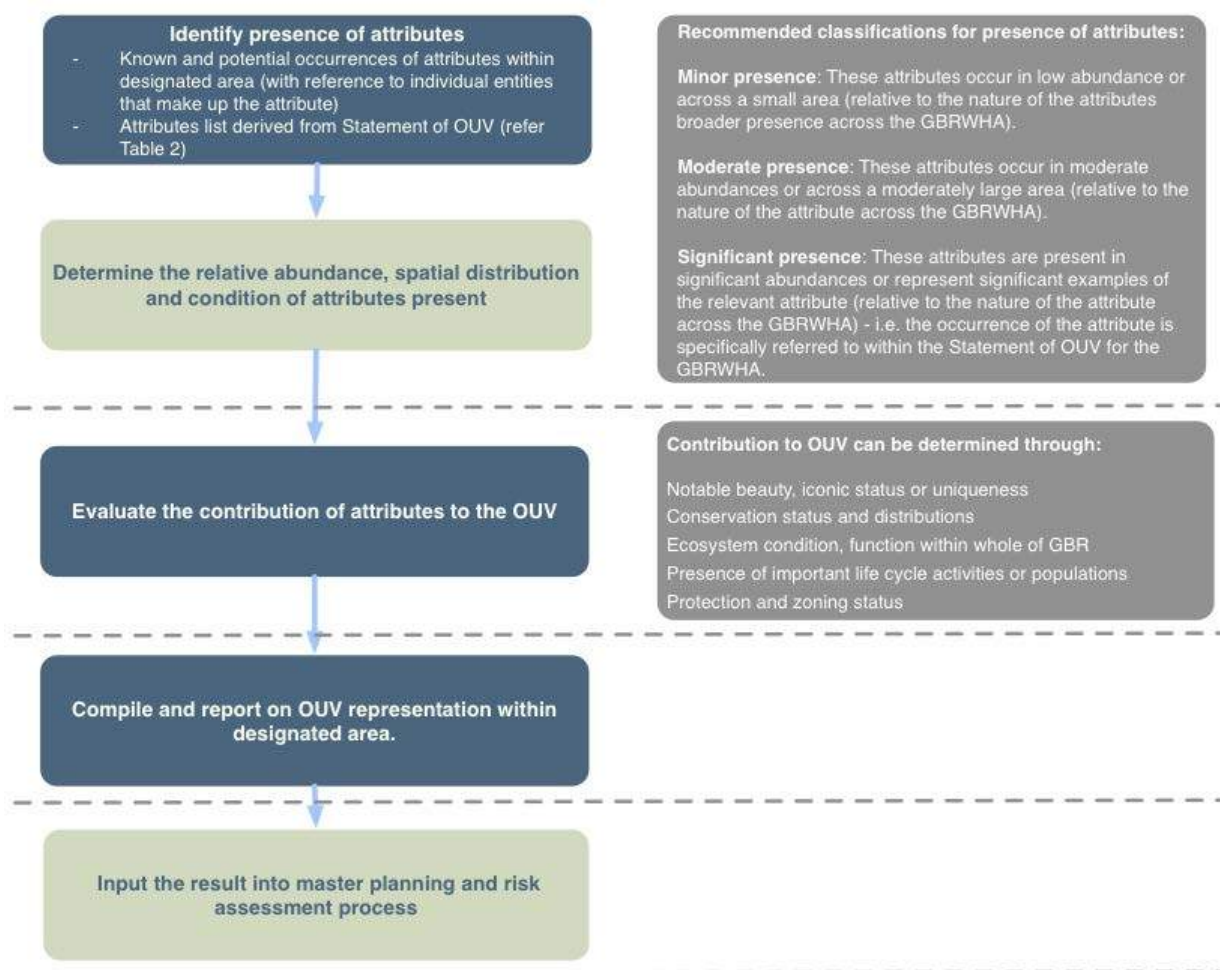 Identify presence of attributes
- Known and potential occurrences of attributes within
designated area (with reference to individual entities
that make up the attribute)
- Attributes list derived from Statement of OUV (refer
Table 2)
Determine the relative abundance, spatial distribution
and condition of attributes present
Recommended classifications for presence of attributes:
Minor presence: These attributes occur in low abundance or
across a small area (relative to the nature of the attributes
broader presence across the GBRWHA).
Moderate presence: These attributes occur in moderate
abundances or across a moderately large area (relative to the
nature of the attribute across the GBRWHA).
Significant presence: These attributes are present in
significant abundances or represent significant examples of
the relevant attribute (relative to the nature of the attribute
across the GBRWHA) - i.e. the occurrence of the attribute is
specifically referred to within the Statement of OUV for the
GBRWHA.
Evaluate the contribution of attributes to the OUV
Contribution to OUV can be determined through:
Notable beauty, iconic status or uniqueness
Conservation status and distributions
Ecosystem condition, function within whole of GBR
Presence of important life cycle activities or populations
Protection and zoning status
Compile and report on OUV representation within
designated area.
Input the result into master planning and risk
assessment process